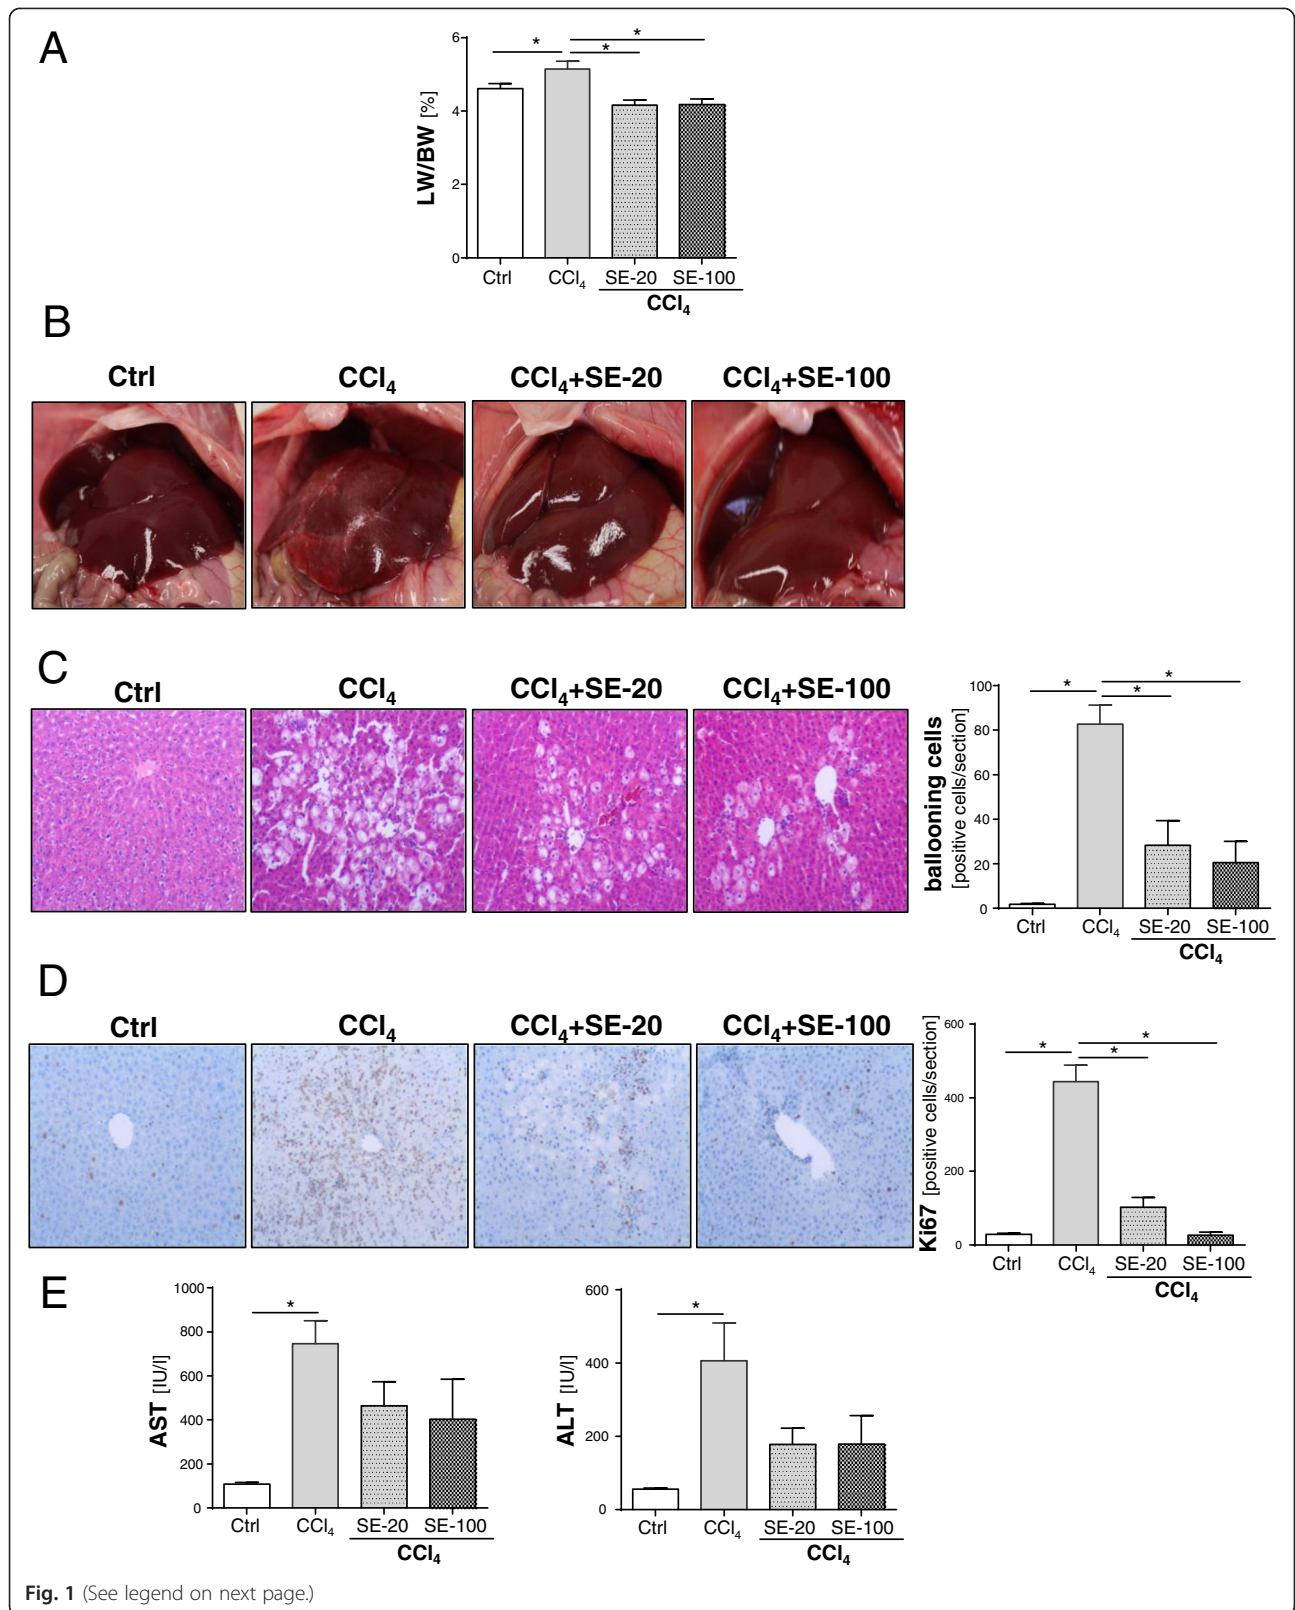 A
LW/BW [%]
6
4
2
0
*
*
*
Ctrl
CCl₄
SE-20
SE-100
CCl₄
B
Ctrl
CCl₄
CCl₄+SE-20
CCl₄+SE-100
C
Ctrl
CCl₄
CCl₄+SE-20
CCl₄+SE-100
ballooning cells
[positive cells/section]
100
80
60
40
20
0
*
*
*
Ctrl
CCl₄
SE-20
SE-100
CCl₄
D
Ctrl
CCl₄
CCl₄+SE-20
CCl₄+SE-100
Ki67 [positive cells/section]
600
400
200
0
*
*
*
Ctrl
CCl₄
SE-20
SE-100
CCl₄
E
AST [IU/l]
1000
800
600
400
200
0
*
Ctrl
CCl₄
SE-20
SE-100
CCl₄
ALT [IU/l]
600
400
200
0
*
Ctrl
CCl₄
SE-20
SE-100
CCl₄
Fig. 1 (See legend on next page.)